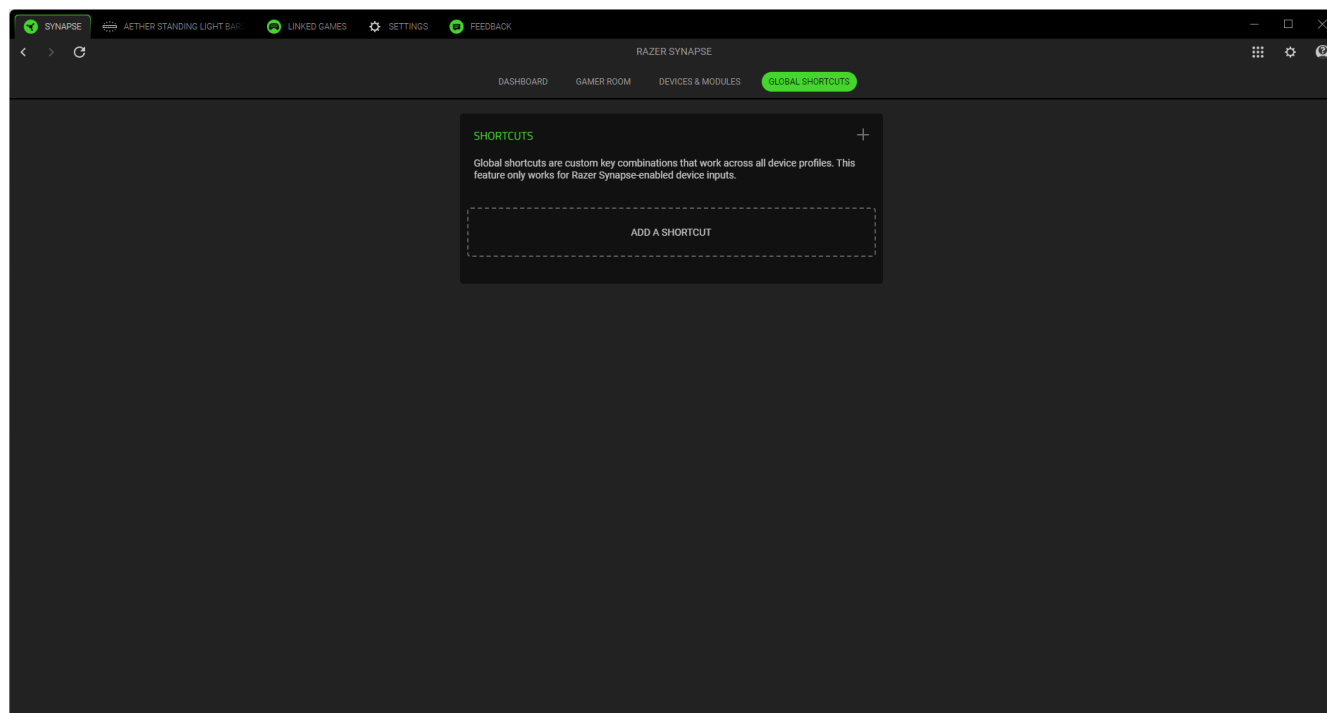 SYNAPSE AETHER STANDING LIGHT BARS LINKED GAMES SETTINGS FEEDBACK
RAZER SYNAPSE
DASHBOARD GAMER ROOM DEVICES & MODULES GLOBAL SHORTCUTS
SHORTCUTS
Global shortcuts are custom key combinations that work across all device profiles. This
feature only works for Razer Synapse-enabled device inputs.
ADD A SHORTCUT